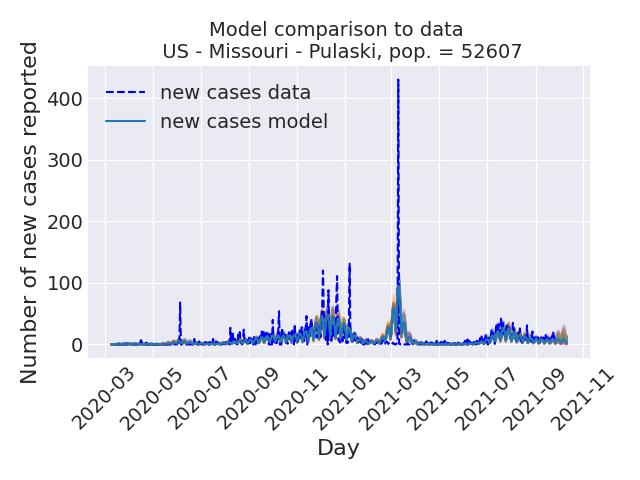 Model comparison to data
US - Missouri - Pulaski, pop. = 52607
new cases data
new cases model
Number of new cases reported
400
300
200
100
0
2020-03
2020-05
2020-07
2020-09
2020-11
2021-01
2021-03
2021-05
2021-07
2021-09
2021-11
Day